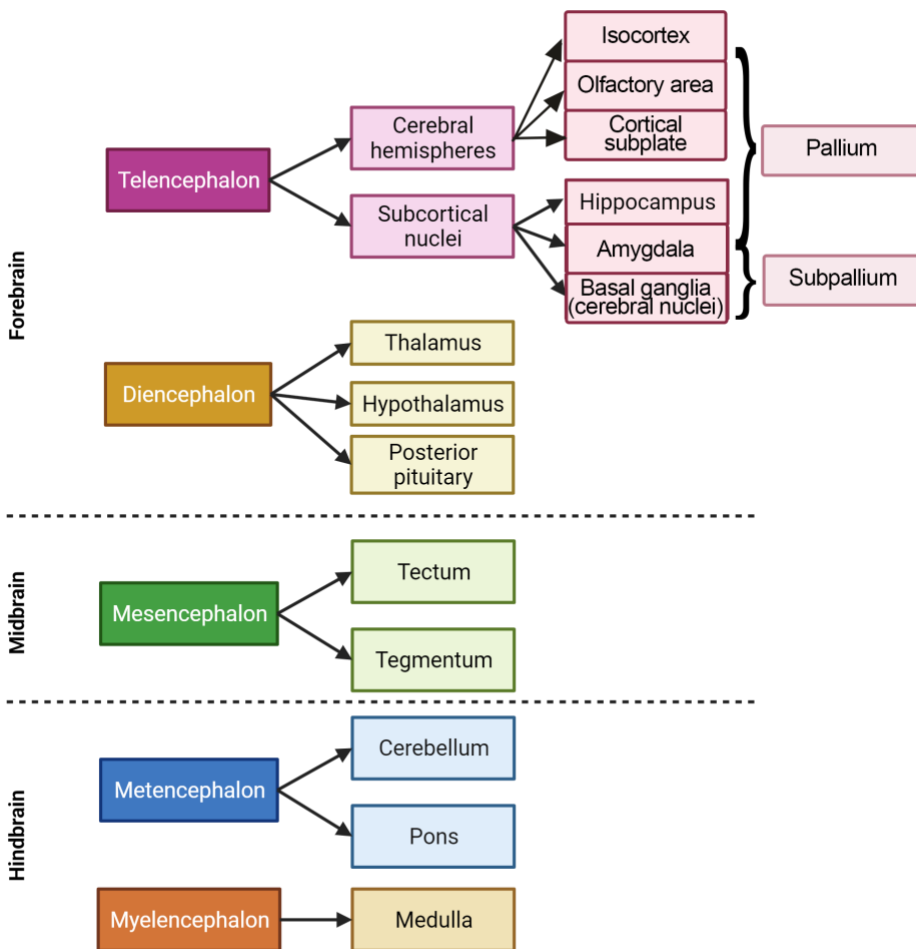 Forebrain
Telencephalon
Cerebral
hemispheres
Subcortical
nuclei
Isocortex
Olfactory area
Cortical
subplate
Hippocampus
Amygdala
Basal ganglia
(cerebral nuclei)
Pallium
Subpallium
Diencephalon
Thalamus
Hypothalamus
Posterior
pituitary
Midbrain
Mesencephalon
Tectum
Tegmentum
Hindbrain
Metencephalon
Cerebellum
Pons
Myelencephalon
Medulla